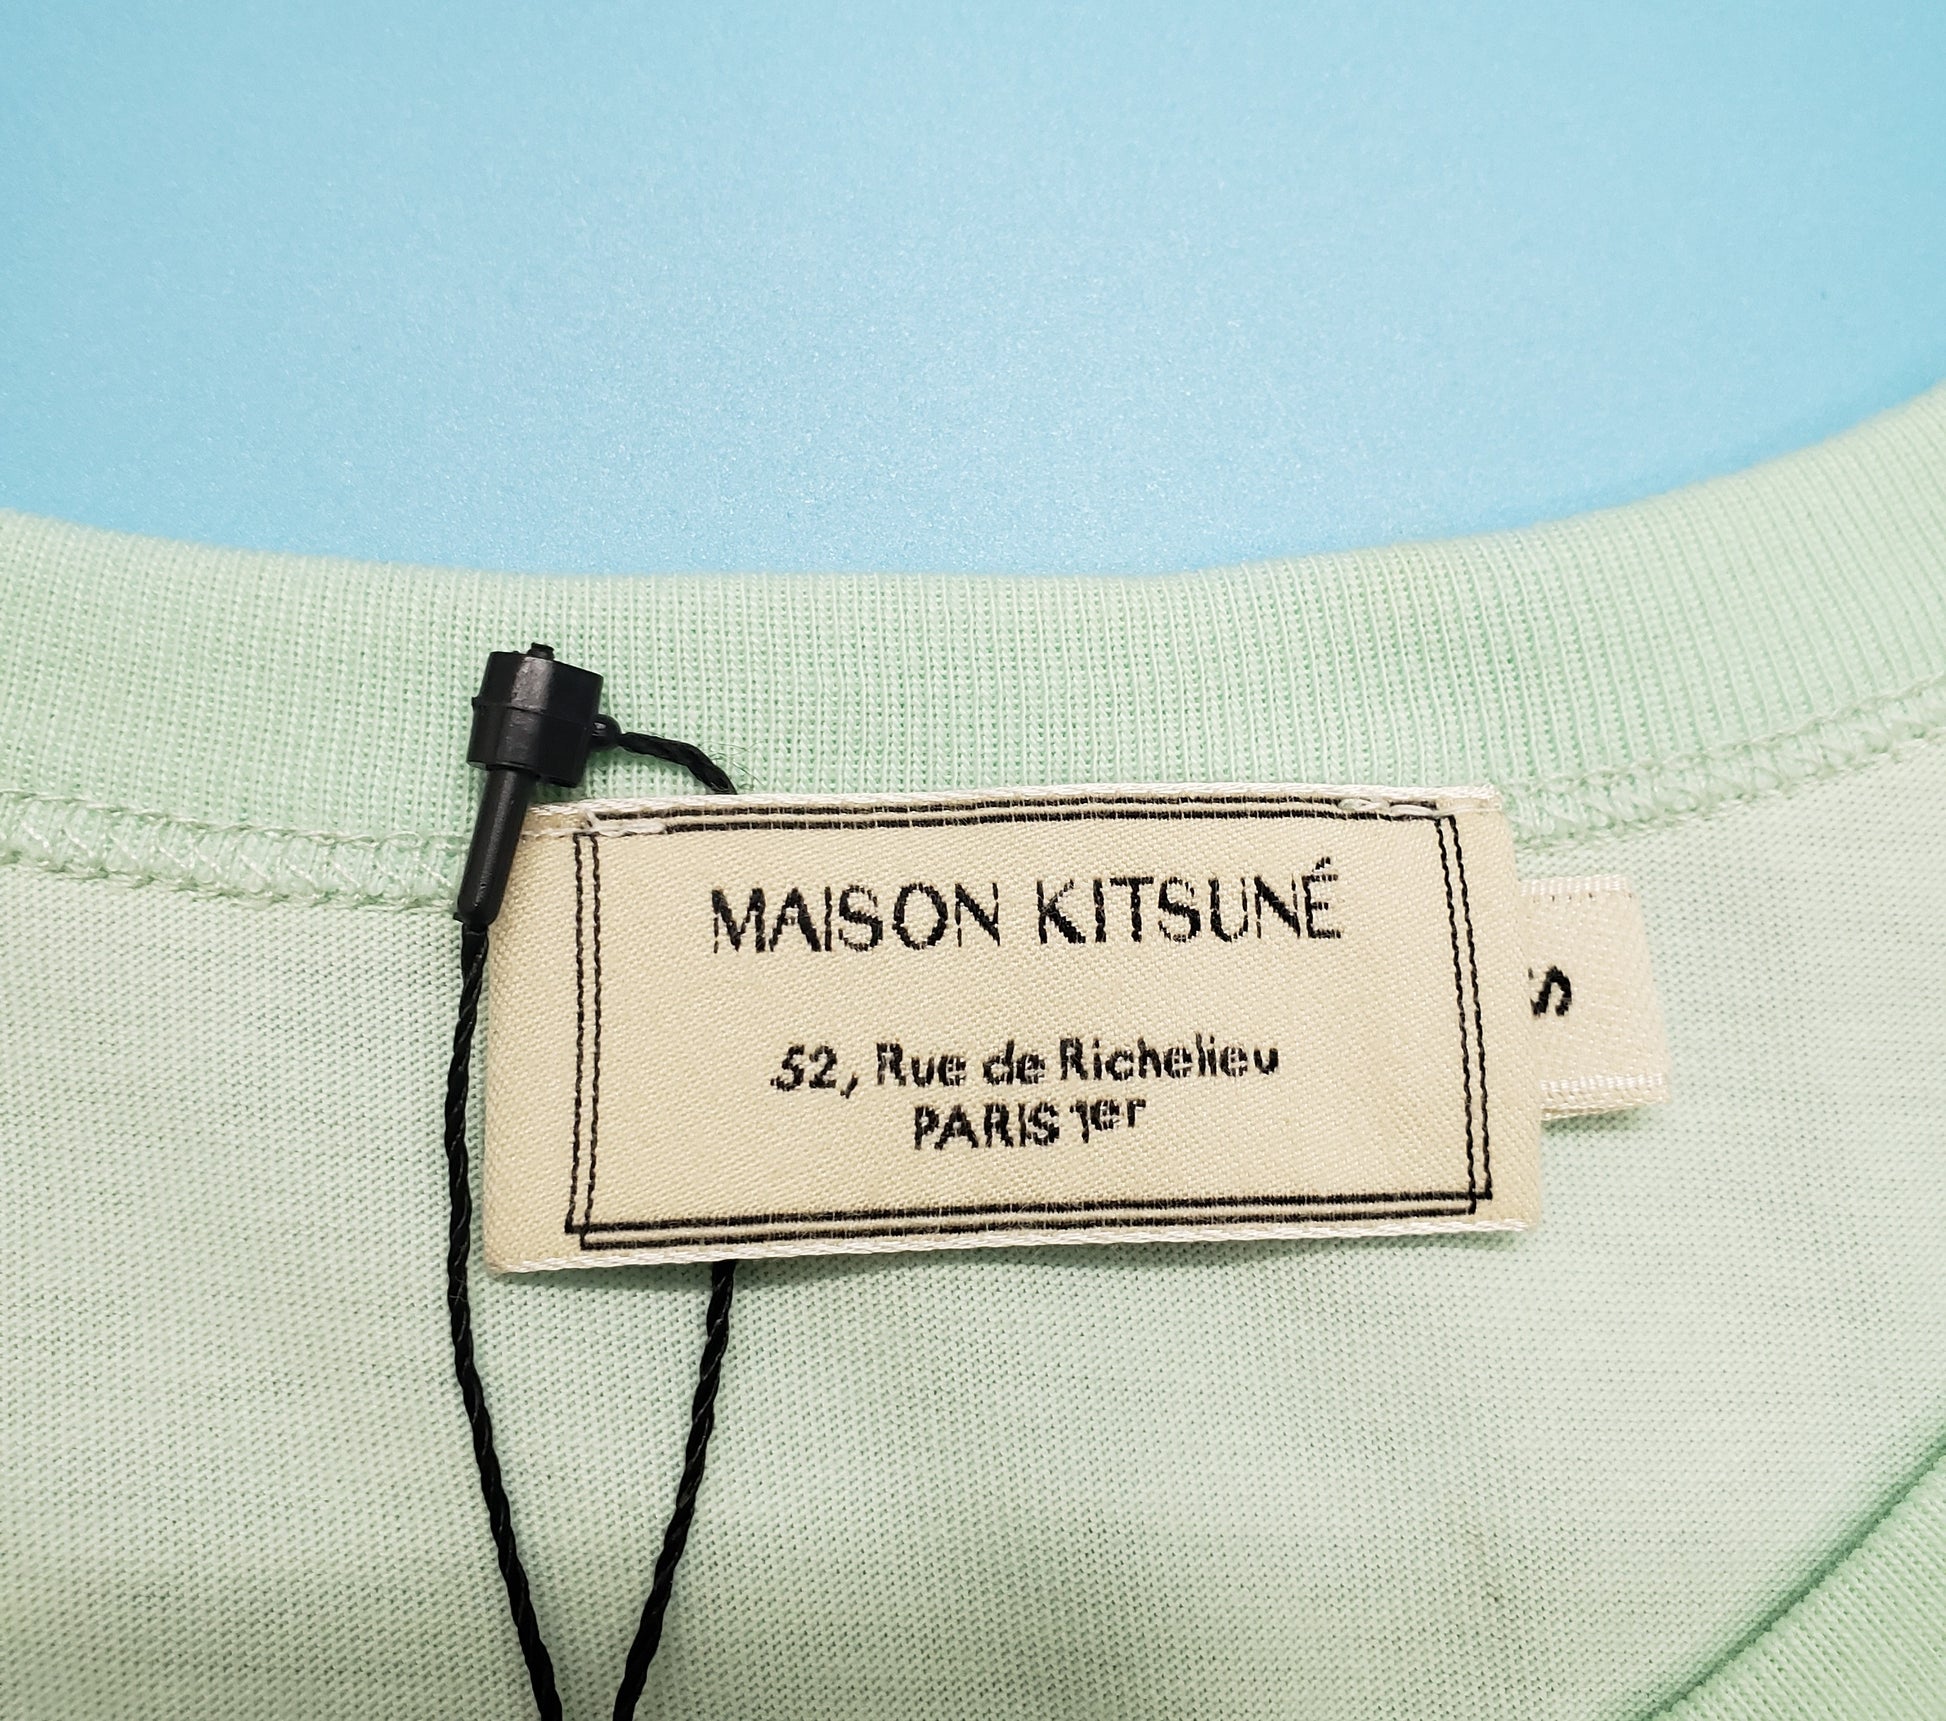 MAISON KITSUNÉ
52, Rue de Richelieu
PARIS 1er
S